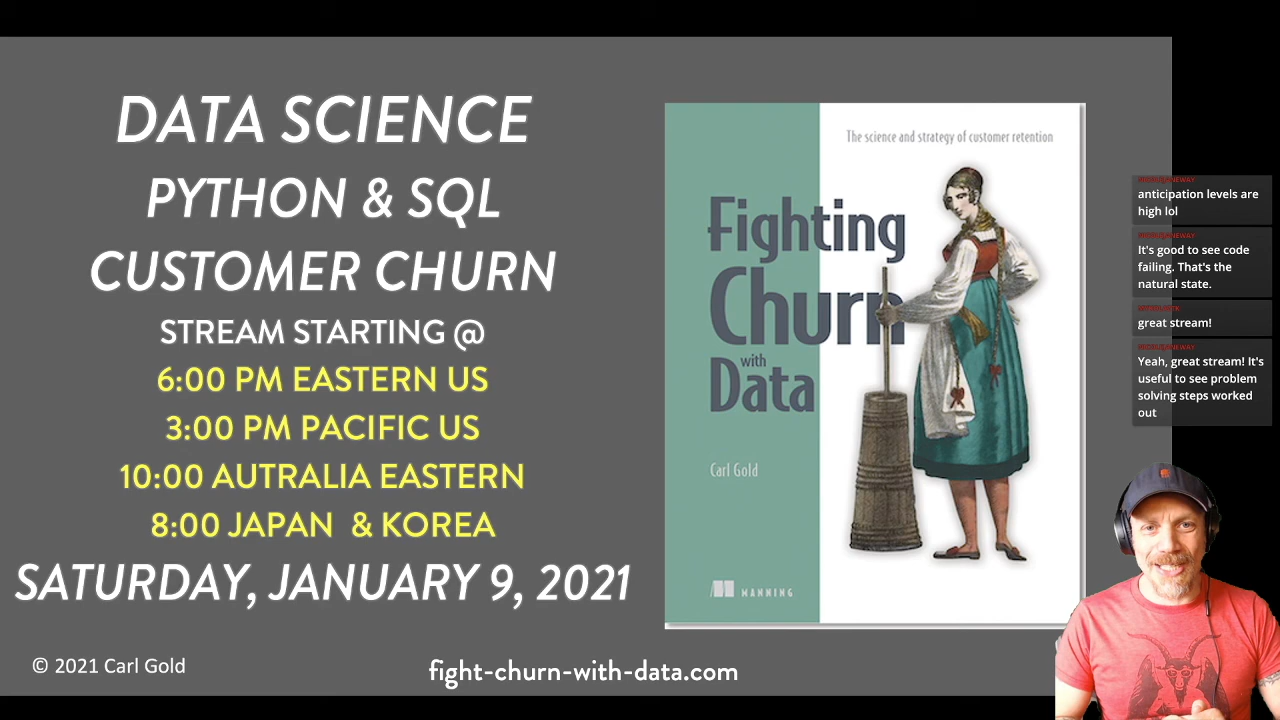 DATA SCIENCE
PYTHON & SQL
CUSTOMER CHURN
STREAM STARTING @
6:00 PM EASTERN US
3:00 PM PACIFIC US
10:00 AUTRALIA EASTERN
8:00 JAPAN & KOREA
SATURDAY, JANUARY 9, 2021
© 2021 Carl Gold
fight-churn-with-data.com
The science and strategy of customer retention
Fighting
Churn
with
Data
Carl Gold
MANNING
anticipation levels are
high lol
It's good to see code
failing. That's the
natural state.
great stream!
Yeah, great stream! It's
useful to see problem
solving steps worked
out